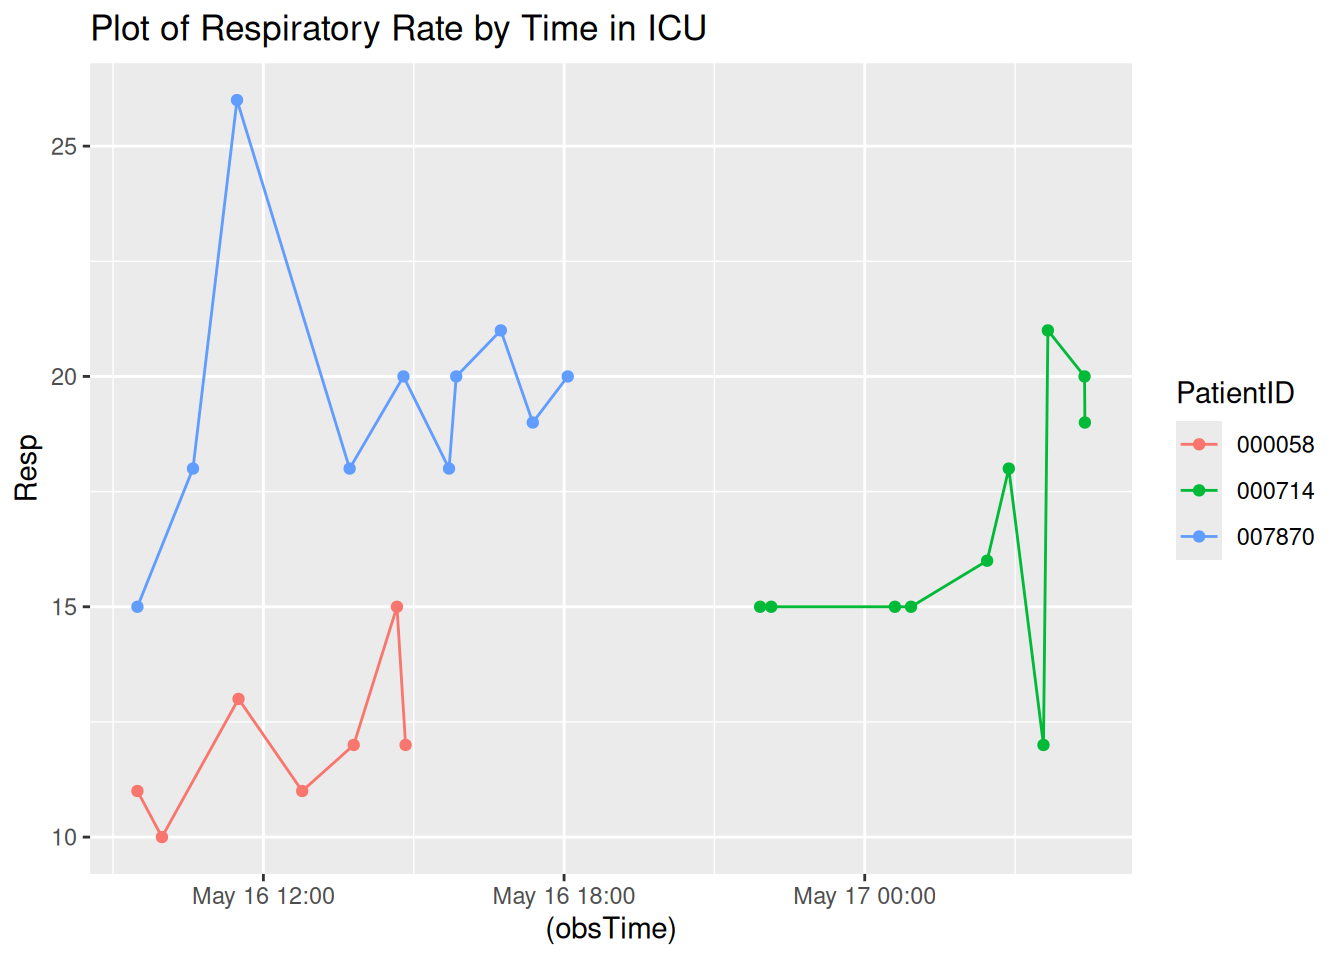 Plot of Respiratory Rate by Time in ICU
25
20
15
10
Resp
May 16 12:00
May 16 18:00
May 17 00:00
(obsTime)
PatientID
000058
000714
007870